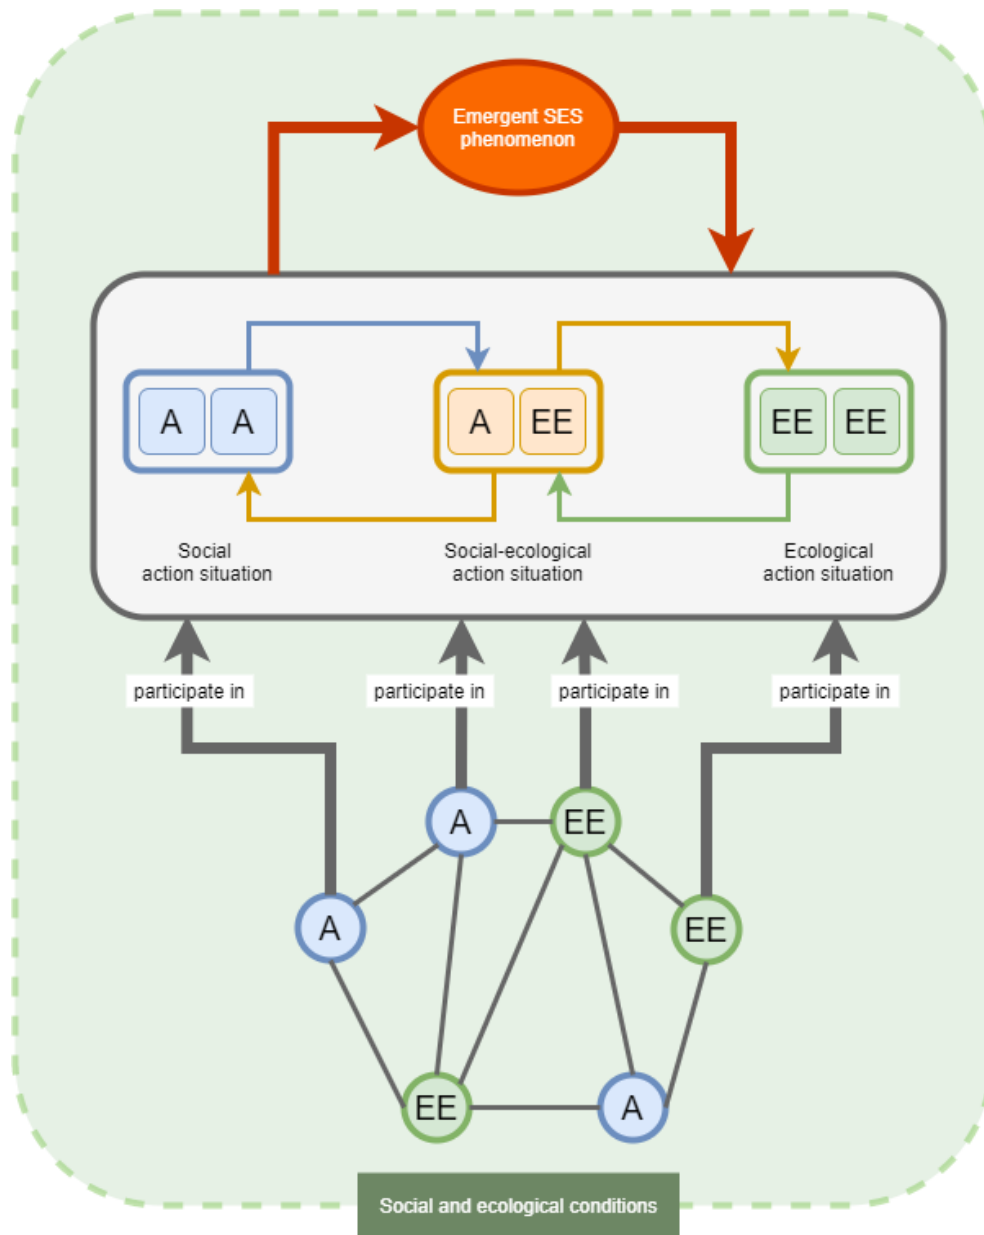 Emergent SES
phenomenon
A A
A EE
EE EE
Social
action situation
Social-ecological
action situation
Ecological
action situation
participate in
participate in
participate in
participate in
A
EE
A
EE
EE
A
Social and ecological conditions